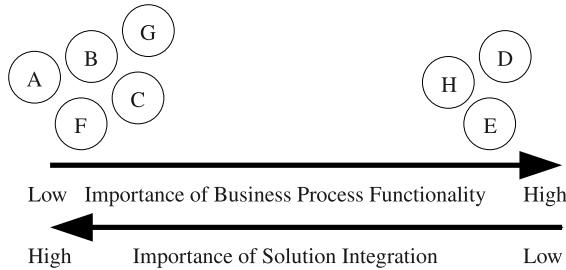 G
B
D
A
H
C
F
E
Low Importance of Business Process Functionality High
High Importance of Solution Integration Low